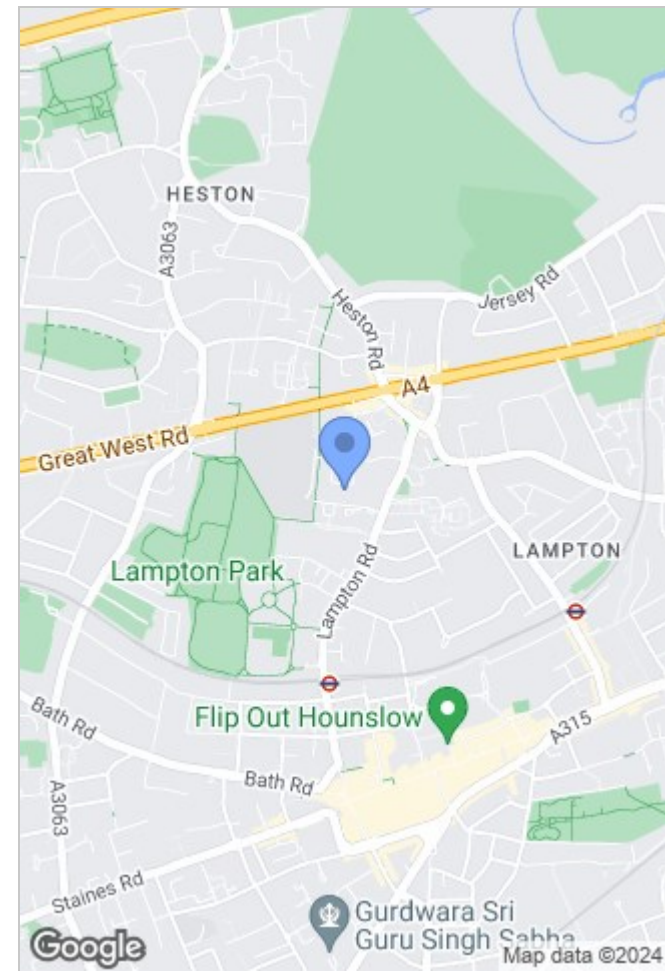 HESTON
A3063
Jersey Rd
Heston Rd
A4
Great West Rd
LAMPTON
Lampton Park
Lampton Rd
Flip Out Hounslow
A315
Bath Rd
Bath Rd
A3063
Staines Rd
Gurdwara Sri
Guru Singh Sabha
Google
Map data ©2024